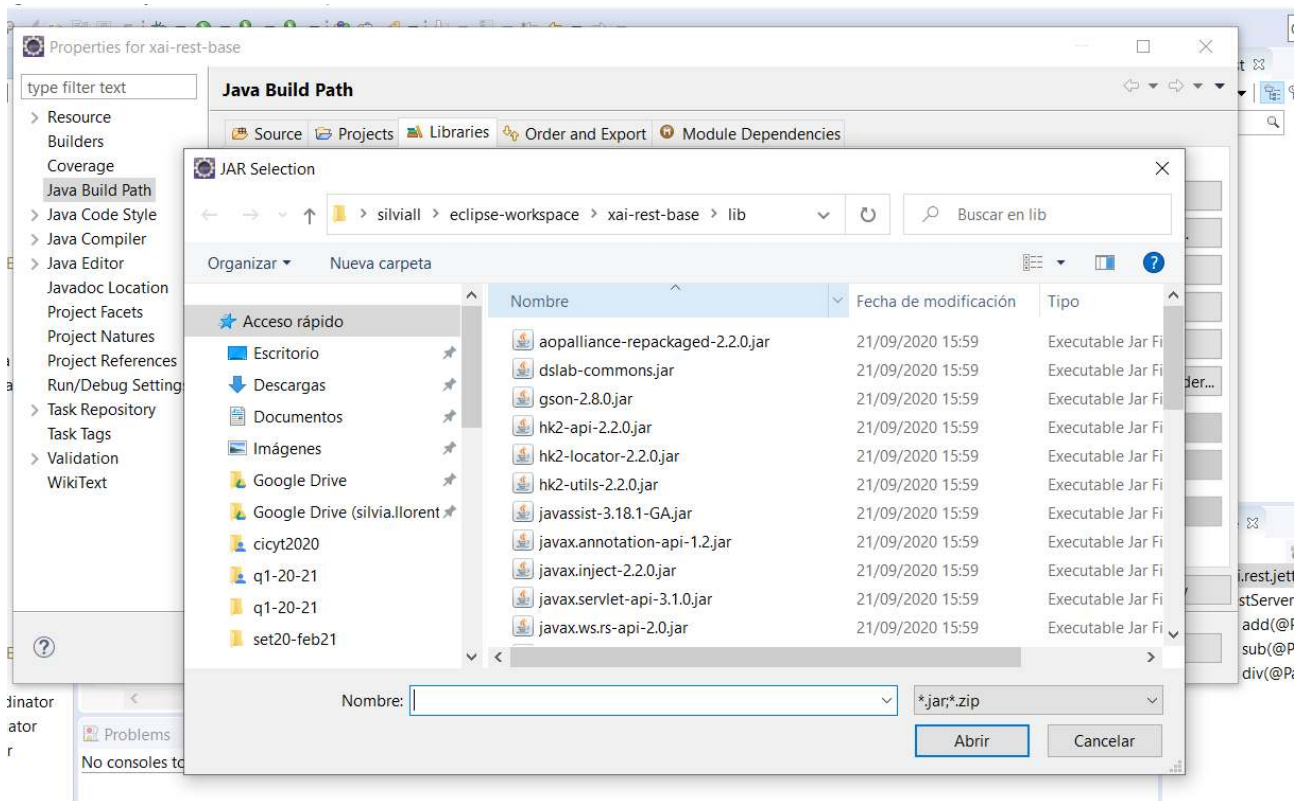 Properties for xai-rest-base
type filter text
Java Build Path
Resource
Builders
Coverage
Java Build Path
Java Code Style
Java Compiler
Java Editor
Javadoc Location
Project Facets
Project Natures
Project References
Run/Debug Setting
Task Repository
Task Tags
Validation
WikiText
Source Projects Libraries Order and Export Module Dependencies
JAR Selection
silviall > eclipse-workspace > xai-rest-base > lib
Buscar en lib
Organizar Nueva carpeta
Acceso rápido
Escritorio
Descargas
Documentos
Imágenes
Google Drive
Google Drive (silvia.llorent
cicyt2020
q1-20-21
q1-20-21
set20-feb21
Nombre Fecha de modificación Tipo
aopalliance-repackaged-2.2.0.jar 21/09/2020 15:59 Executable Jar Fi
dslab-commons.jar 21/09/2020 15:59 Executable Jar Fi
gson-2.8.0.jar 21/09/2020 15:59 Executable Jar Fi
hk2-api-2.2.0.jar 21/09/2020 15:59 Executable Jar Fi
hk2-locator-2.2.0.jar 21/09/2020 15:59 Executable Jar Fi
hk2-utils-2.2.0.jar 21/09/2020 15:59 Executable Jar Fi
javassist-3.18.1-GA.jar 21/09/2020 15:59 Executable Jar Fi
javax.annotation-api-1.2.jar 21/09/2020 15:59 Executable Jar Fi
javax.inject-2.2.0.jar 21/09/2020 15:59 Executable Jar Fi
javax.servlet-api-3.1.0.jar 21/09/2020 15:59 Executable Jar Fi
javax.ws.rs-api-2.0.jar 21/09/2020 15:59 Executable Jar Fi
Nombre:
*.jar;*.zip
Abrir Cancelar
der...
i.rest.jett
stServer
add(@P
sub(@P
div(@Pa
dinator
ator
r
Problems
No consoles to